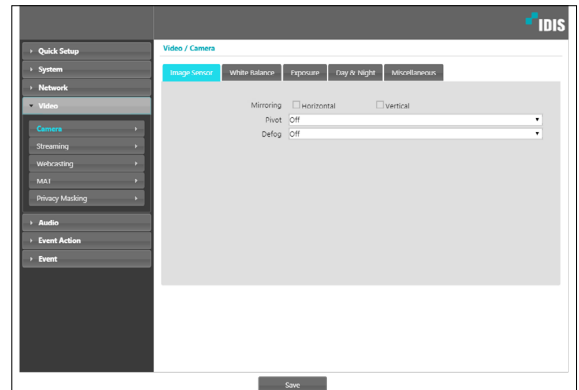 IDIS
Quick Setup
System
Network
Video
Camera
Streaming
Webcasting
MAT
Privacy Masking
Audio
Event Action
Event
Video / Camera
Image Sensor White Balance Exposure Day & Night Miscellaneous
Mirroring Horizontal Vertical
Pivot Off
Defog Off
Save